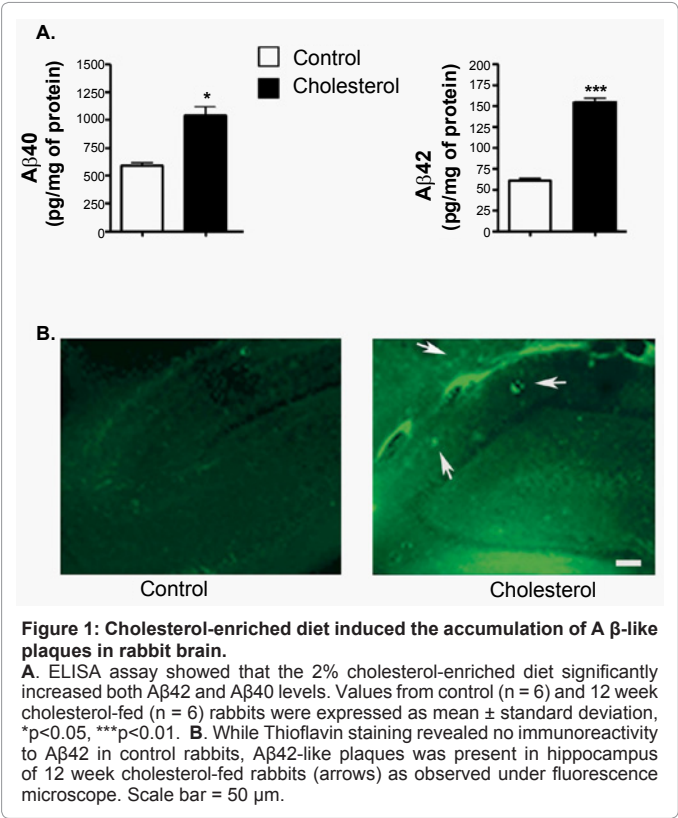 A.
Control
Cholesterol
1500
1250
1000
750
500
250
0
Aβ40
(pg/mg of protein)
*
200
175
150
125
100
75
50
25
0
Aβ42
(pg/mg of protein)
***
B.
Control
Cholesterol
Figure 1: Cholesterol-enriched diet induced the accumulation of A β-like
plaques in rabbit brain.
A. ELISA assay showed that the 2% cholesterol-enriched diet significantly
increased both Aβ42 and Aβ40 levels. Values from control (n = 6) and 12 week
cholesterol-fed (n = 6) rabbits were expressed as mean ± standard deviation,
*p<0.05, ***p<0.01. B. While Thioflavin staining revealed no immunoreactivity
to Aβ42 in control rabbits, Aβ42-like plaques was present in hippocampus
of 12 week cholesterol-fed rabbits (arrows) as observed under fluorescence
microscope. Scale bar = 50 µm.